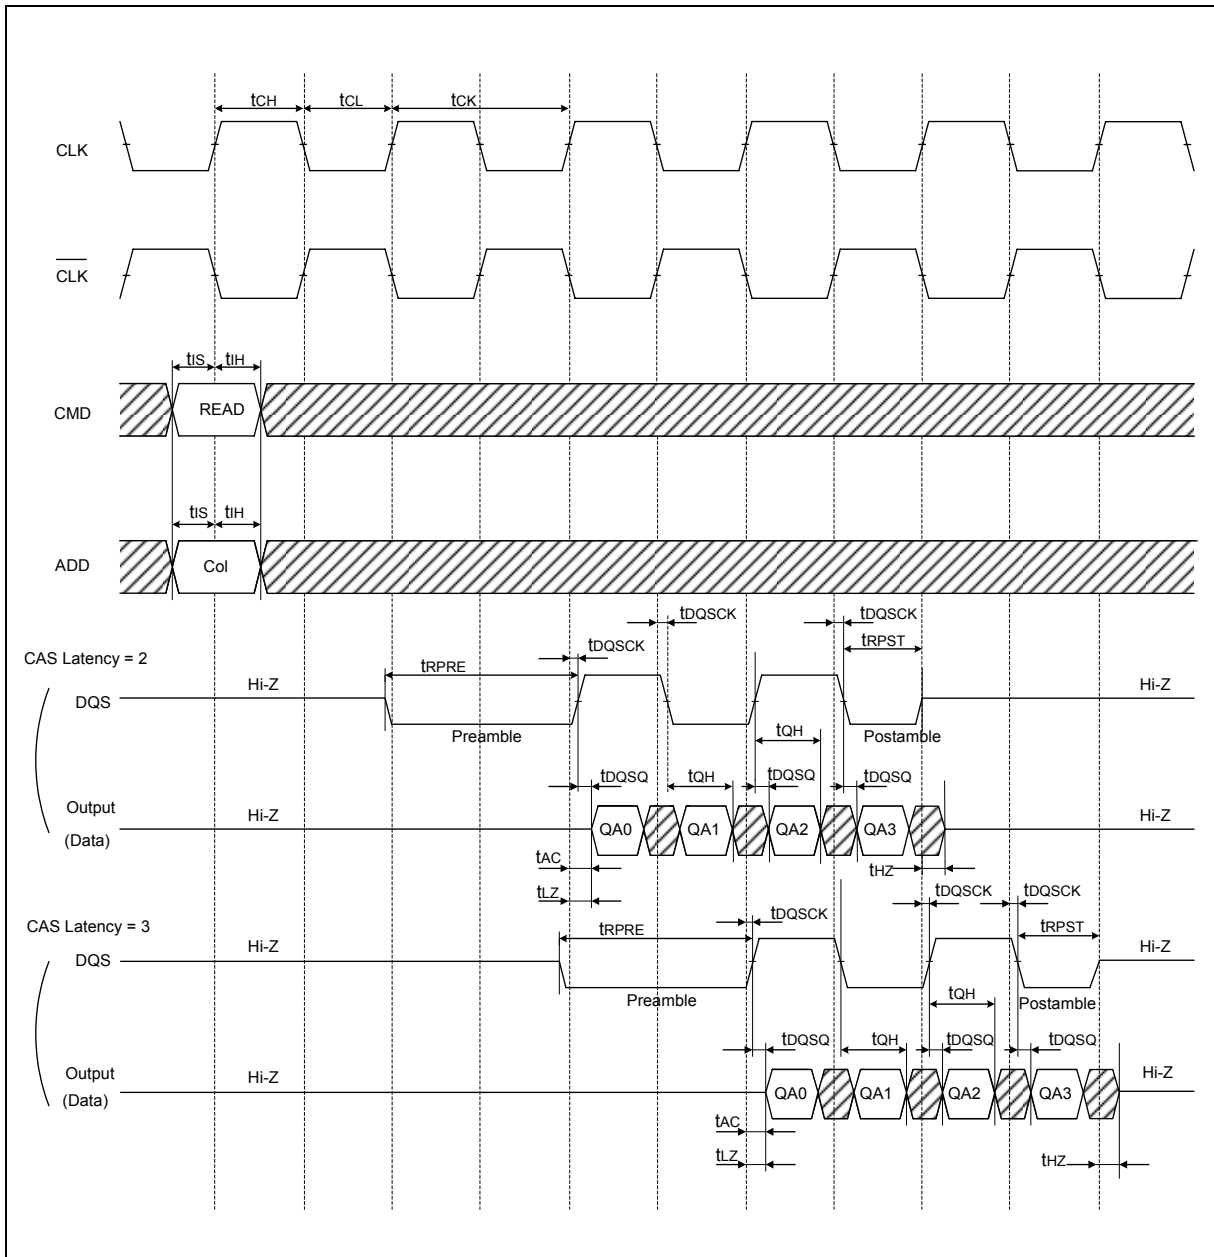 tCH tCL tCK
CLK
CLK
tIS tIH
CMD READ
tIS tIH
ADD Col
tDQSCK tDQSCK
tDQSCK tRPST
CAS Latency = 2
tRPRE
Hi-Z Hi-Z
DQS
Preamble tQH Postamble
tDQSQ tQH tDQSQ tDQSQ
Output Hi-Z Hi-Z
(Data) QA0 QA1 QA2 QA3
tAC
tHZ
tLZ
tDQSCK tDQSCK tDQSCK
CAS Latency = 3
tRPRE tRPST
Hi-Z Hi-Z
DQS
Preamble tQH Postamble
tDQSQ tQH tDQSQ tDQSQ
Output Hi-Z Hi-Z
(Data) QA0 QA1 QA2 QA3
tAC
tLZ tHZ